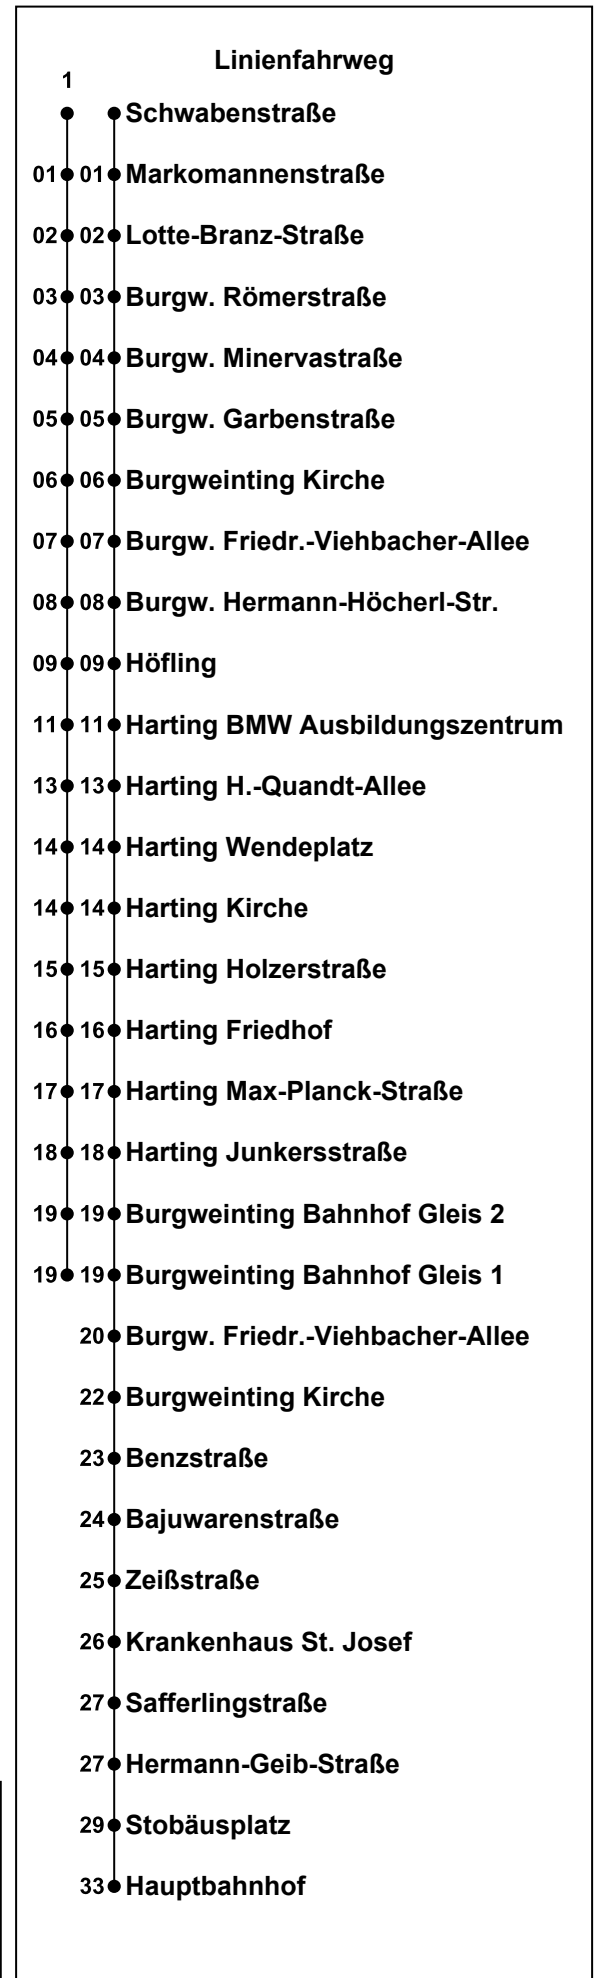 Linienfahrweg
1
Schwabenstraße
01 01 Markomannenstraße
02 02 Lotte-Branz-Straße
03 03 Burgw. Römerstraße
04 04 Burgw. Minervastraße
05 05 Burgw. Garbenstraße
06 06 Burgweinting Kirche
07 07 Burgw. Friedr.-Viehbacher-Allee
08 08 Burgw. Hermann-Höcherl-Str.
09 09 Höfling
11 11 Harting BMW Ausbildungszentrum
13 13 Harting H.-Quandt-Allee
14 14 Harting Wendeplatz
14 14 Harting Kirche
15 15 Harting Holzerstraße
16 16 Harting Friedhof
17 17 Harting Max-Planck-Straße
18 18 Harting Junkersstraße
19 19 Burgweinting Bahnhof Gleis 2
19 19 Burgweinting Bahnhof Gleis 1
20 Burgw. Friedr.-Viehbacher-Allee
22 Burgweinting Kirche
23 Benzstraße
24 Bajuwarenstraße
25 Zeißstraße
26 Krankenhaus St. Josef
27 Safferlingstraße
27 Hermann-Geib-Straße
29 Stobäusplatz
33 Hauptbahnhof